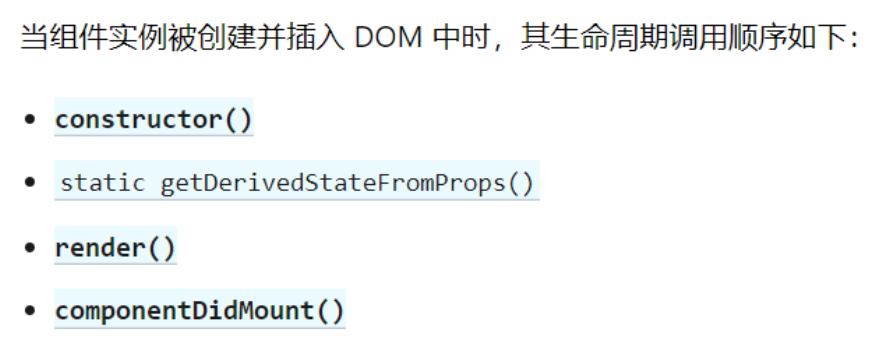 当组件实例被创建并插入 DOM 中时，其生命周期调用顺序如下：
• constructor()
• static getDerivedStateFromProps()
• render()
• componentDidMount()